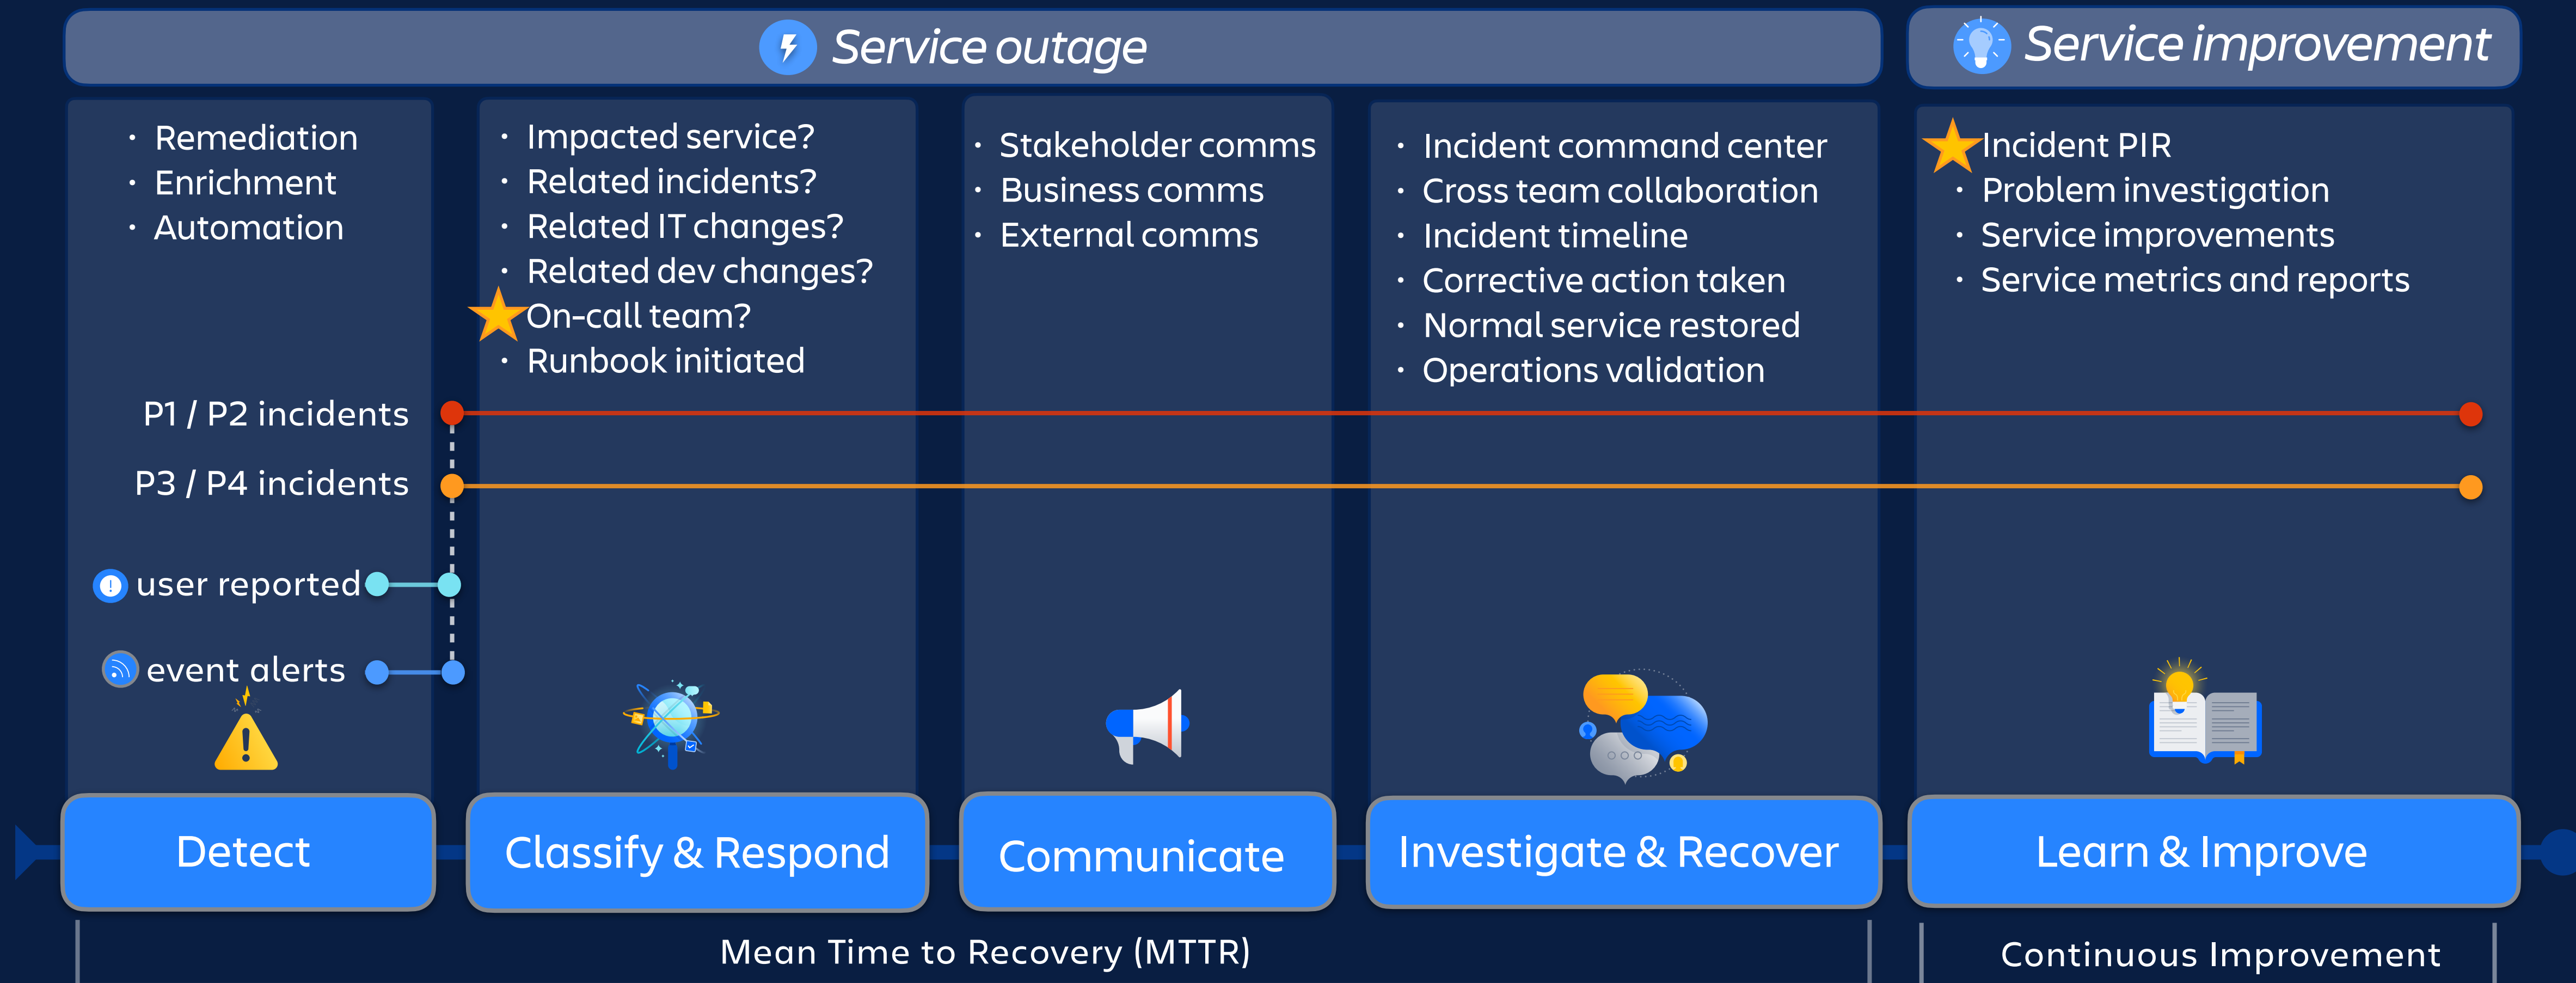 Service outage
Service improvement
Remediation
Enrichment
Automation
Impacted service?
Related incidents?
Related IT changes?
Related dev changes?
On-call team?
Runbook initiated
Stakeholder comms
Business comms
External comms
Incident command center
Cross team collaboration
Incident timeline
Corrective action taken
Normal service restored
Operations validation
Incident PIR
Problem investigation
Service improvements
Service metrics and reports
P1 / P2 incidents
P3 / P4 incidents
user reported
event alerts
Detect
Classify & Respond
Communicate
Investigate & Recover
Learn & Improve
Mean Time to Recovery (MTTR)
Continuous Improvement